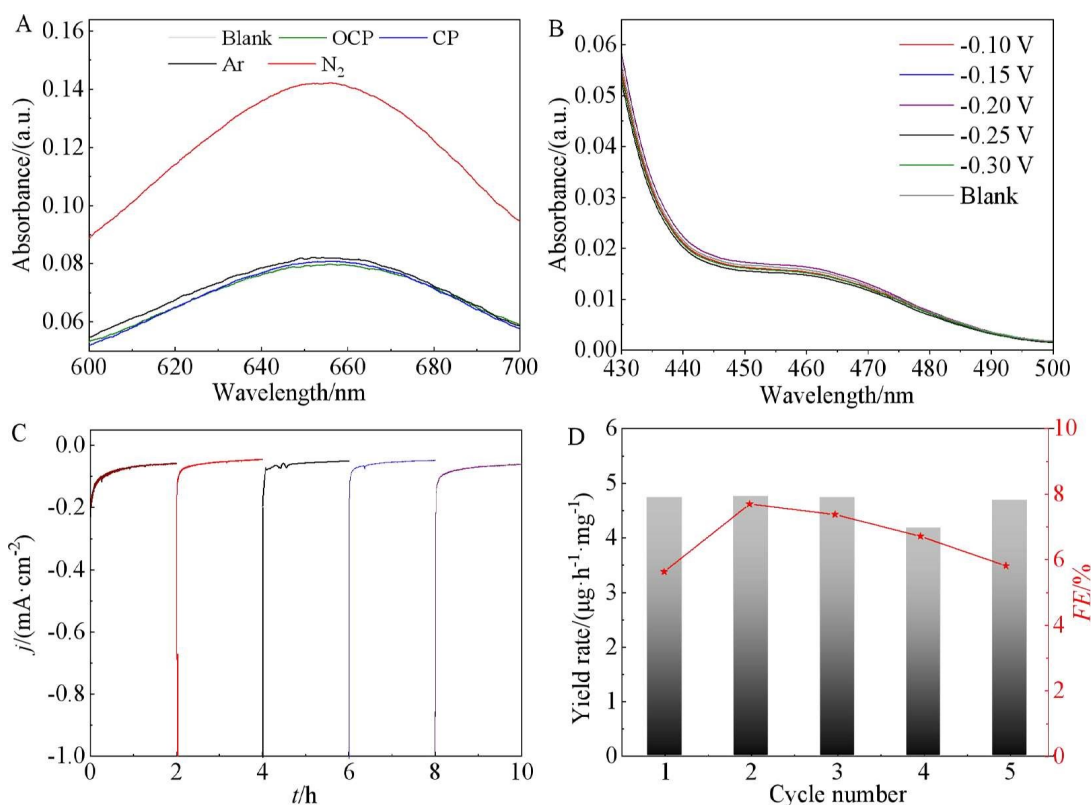 A
Blank OCP CP
Ar N₂
0.16
0.14
0.12
0.10
0.08
0.06
Absorbance/(a.u.)
600 620 640 660 680 700
Wavelength/nm
B
-0.10 V
-0.15 V
-0.20 V
-0.25 V
-0.30 V
Blank
0.06
0.05
0.04
0.03
0.02
0.01
0.00
Absorbance/(a.u.)
430 440 450 460 470 480 490 500
Wavelength/nm
C
0.0
-0.2
-0.4
-0.6
-0.8
-1.0
j/(mA·cm⁻²)
0 2 4 6 8 10
t/h
D
6
5
4
3
2
1
0
Yield rate/(μg·h⁻¹·mg⁻¹)
10
8
6
4
2
0
FE/%
1 2 3 4 5
Cycle number